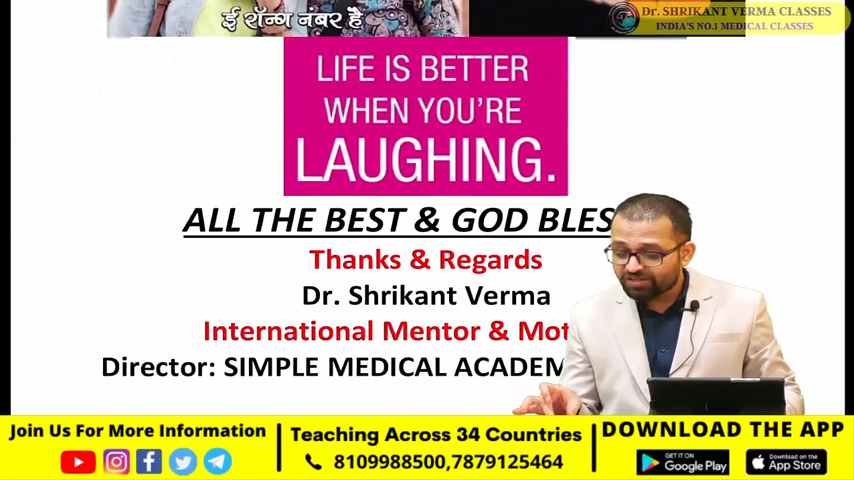 ई रॉन्ग नंबर है
Dr. SHRIKANT VERMA CLASSES
INDIA'S NO.1 MEDICAL CLASSES
LIFE IS BETTER
WHEN YOU'RE
LAUGHING.
ALL THE BEST & GOD BLES
Thanks & Regards
Dr. Shrikant Verma
International Mentor & Mot
Director: SIMPLE MEDICAL ACADEM
Join Us For More Information
Teaching Across 34 Countries
8109988500,7879125464
DOWNLOAD THE APP
GET IT ON
Google Play
Download on the
App Store